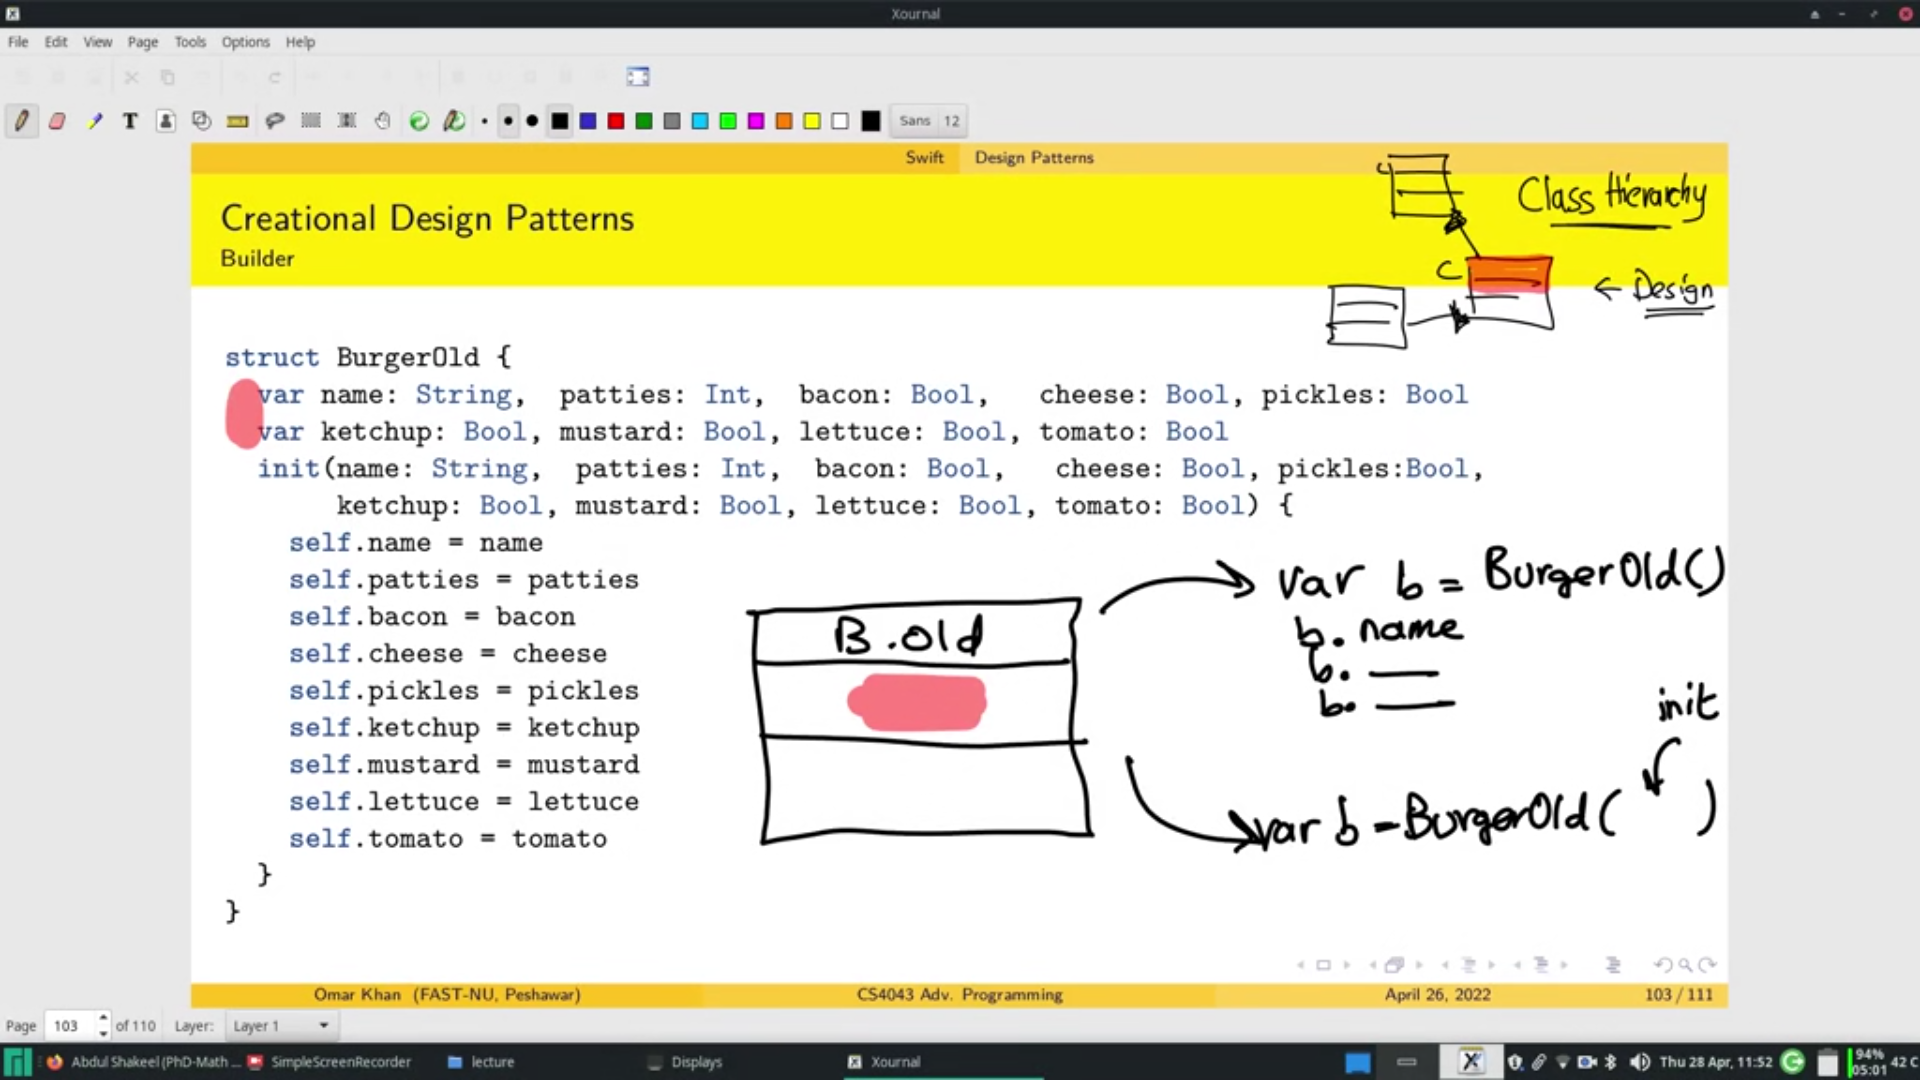 Xournal
File Edit View Page Tools Options Help
T Sans 12
Swift Design Patterns
Creational Design Patterns
Builder
Class Hierarchy
C
← Design
struct BurgerOld {
var name: String, patties: Int, bacon: Bool, cheese: Bool, pickles: Bool
var ketchup: Bool, mustard: Bool, lettuce: Bool, tomato: Bool
init(name: String, patties: Int, bacon: Bool, cheese: Bool, pickles:Bool,
ketchup: Bool, mustard: Bool, lettuce: Bool, tomato: Bool) {
self.name = name
self.patties = patties
self.bacon = bacon
self.cheese = cheese
self.pickles = pickles
self.ketchup = ketchup
self.mustard = mustard
self.lettuce = lettuce
self.tomato = tomato
}
}
B.old
var b = BurgerOld()
b. name
b.
b.
init
var b = BurgerOld( )
Omar Khan (FAST-NU, Peshawar) CS4043 Adv. Programming April 26, 2022 103 / 111
Page 103 of 110 Layer: Layer 1
Abdul Shakeel (PhD-Math ... SimpleScreenRecorder lecture Displays Xournal Thu 28 Apr, 11:52 94% 05:01 42 C